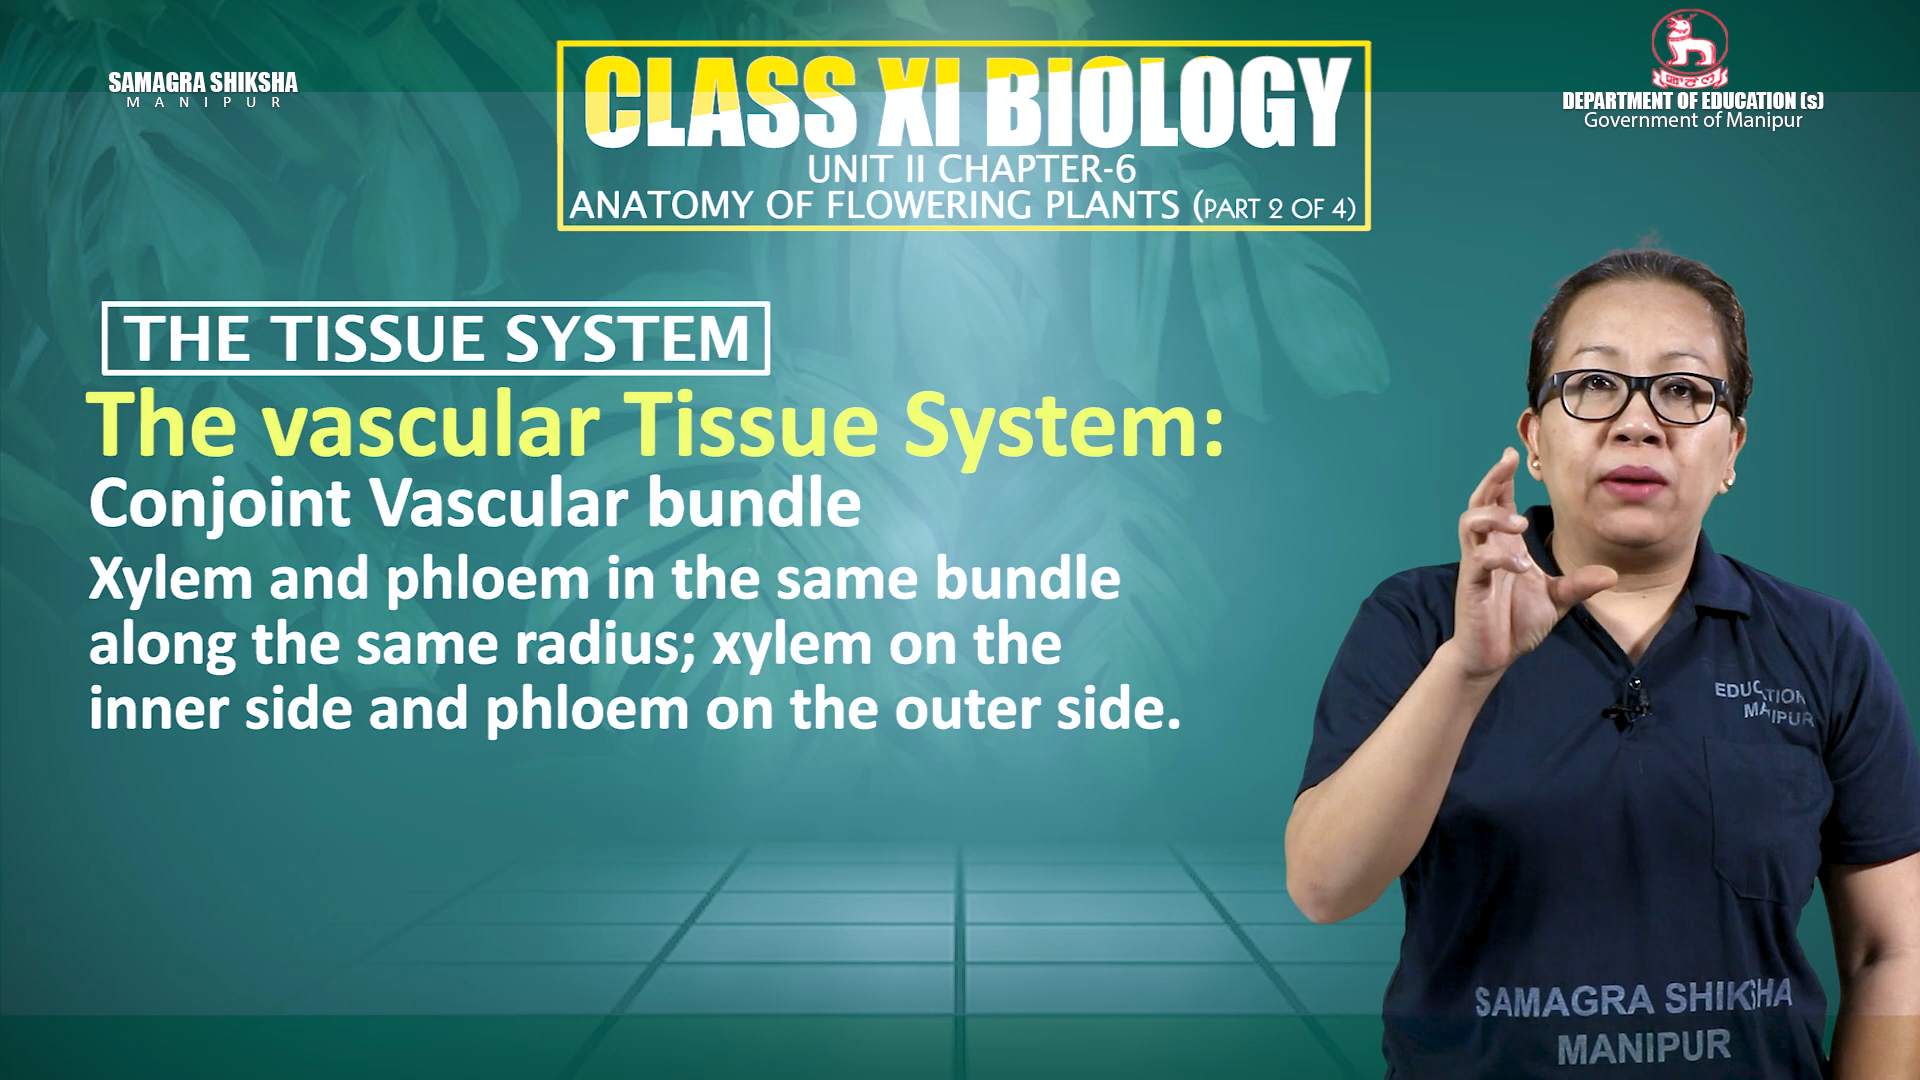 SAMAGRA SHIKSHA
MANIPUR
CLASS XI BIOLOGY
UNIT II CHAPTER-6
ANATOMY OF FLOWERING PLANTS (PART 2 OF 4)
DEPARTMENT OF EDUCATION (s)
Government of Manipur
THE TISSUE SYSTEM
The vascular Tissue System:
Conjoint Vascular bundle
Xylem and phloem in the same bundle
along the same radius; xylem on the
inner side and phloem on the outer side.
EDUCATION
MANIPUR
SAMAGRA SHIKSHA
MANIPUR